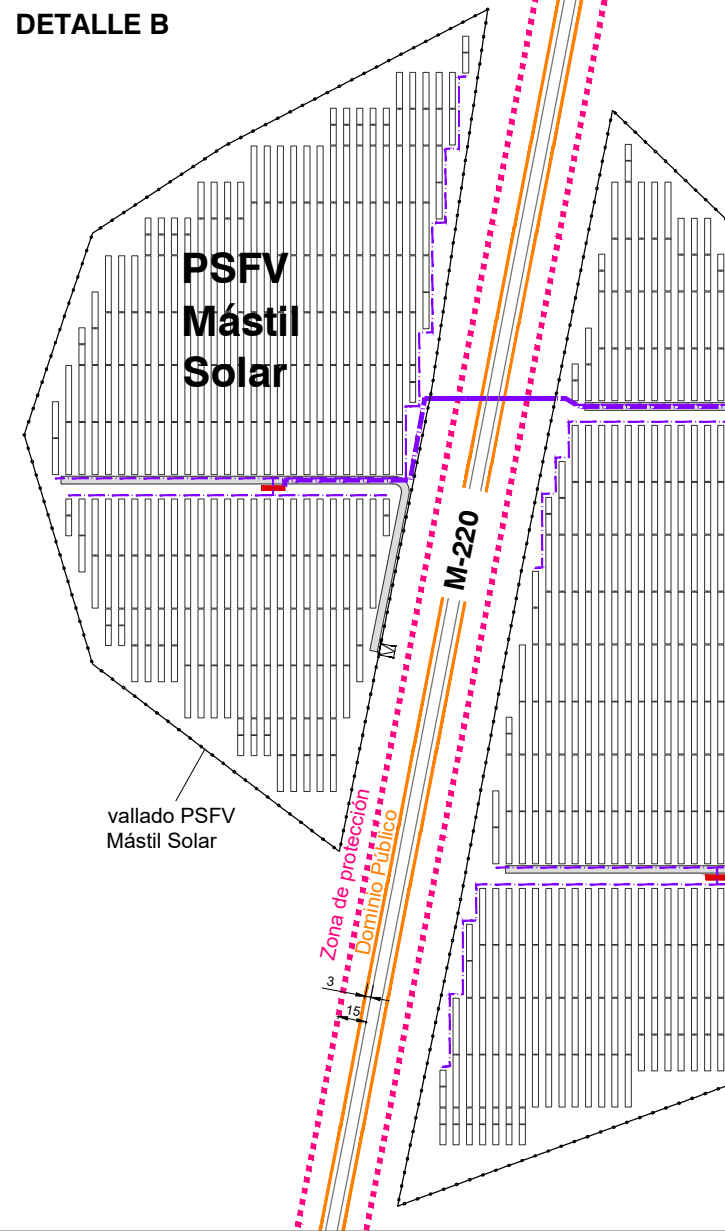 DETALLE B
PSFV
Mástil
Solar
M-220
vallado PSFV
Mástil Solar
Zona de protección
Dominio Público
3
15